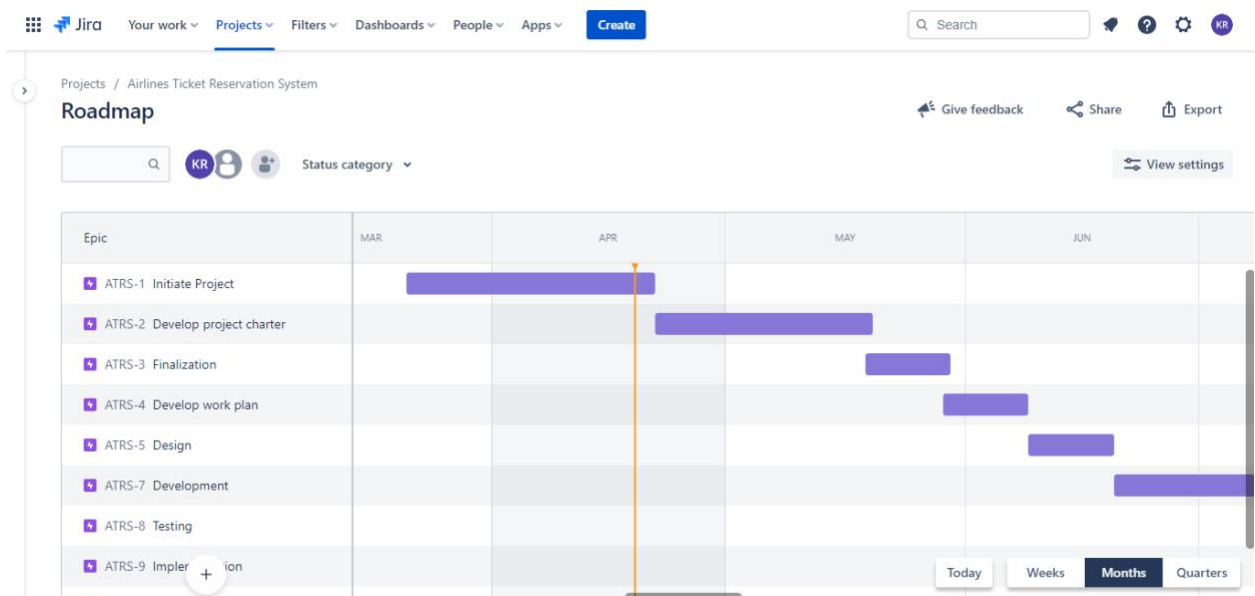 Jira Your work Projects Filters Dashboards People Apps Create Search KR
Projects / Airlines Ticket Reservation System
Roadmap
Give feedback Share Export
KR Status category View settings
Epic MAR APR MAY JUN
ATRS-1 Initiate Project
ATRS-2 Develop project charter
ATRS-3 Finalization
ATRS-4 Develop work plan
ATRS-5 Design
ATRS-7 Development
ATRS-8 Testing
ATRS-9 Today Weeks Months Quarters